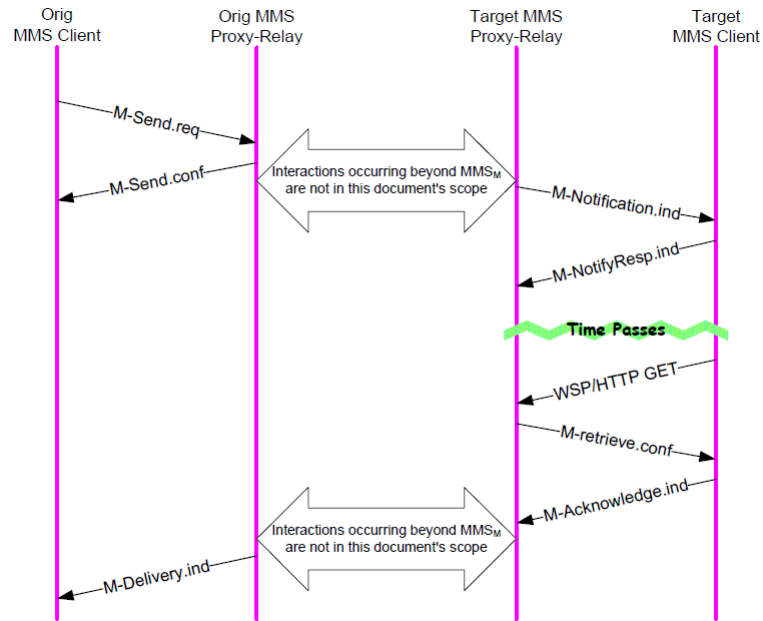 Orig
MMS Client
Orig MMS
Proxy-Relay
Target MMS
Proxy-Relay
Target
MMS Client
M-Send.req
Interactions occurring beyond MMSM
are not in this document's scope
M-Send.conf
M-Notification.ind
M-NotifyResp.ind
Time Passes
WSP/HTTP GET
M-retrieve.conf
M-Acknowledge.ind
Interactions occurring beyond MMSM
are not in this document's scope
M-Delivery.ind